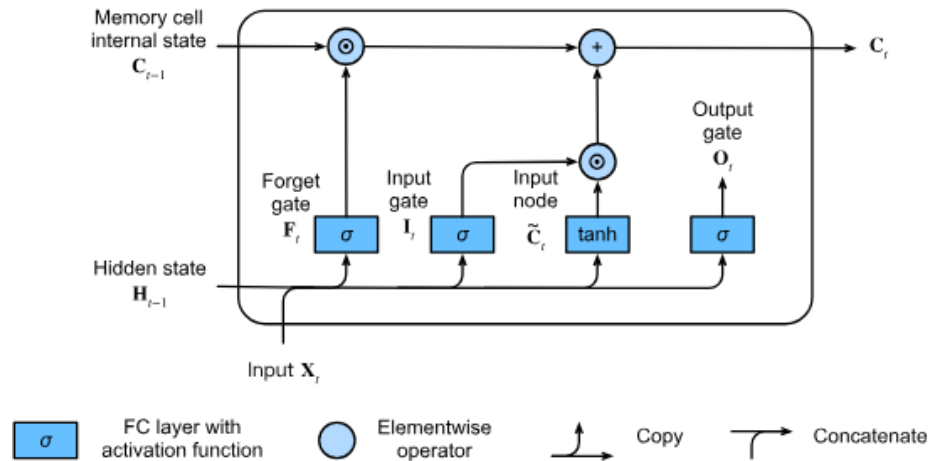 Memory cell
internal state
C_{t−1}
C_t
Output
gate
O_t
Forget
gate
F_t
Input
gate
I_t
Input
node
C̃_t
σ
σ
tanh
σ
Hidden state
H_{t−1}
Input X_t
σ
FC layer with
activation function
Elementwise
operator
Copy
Concatenate